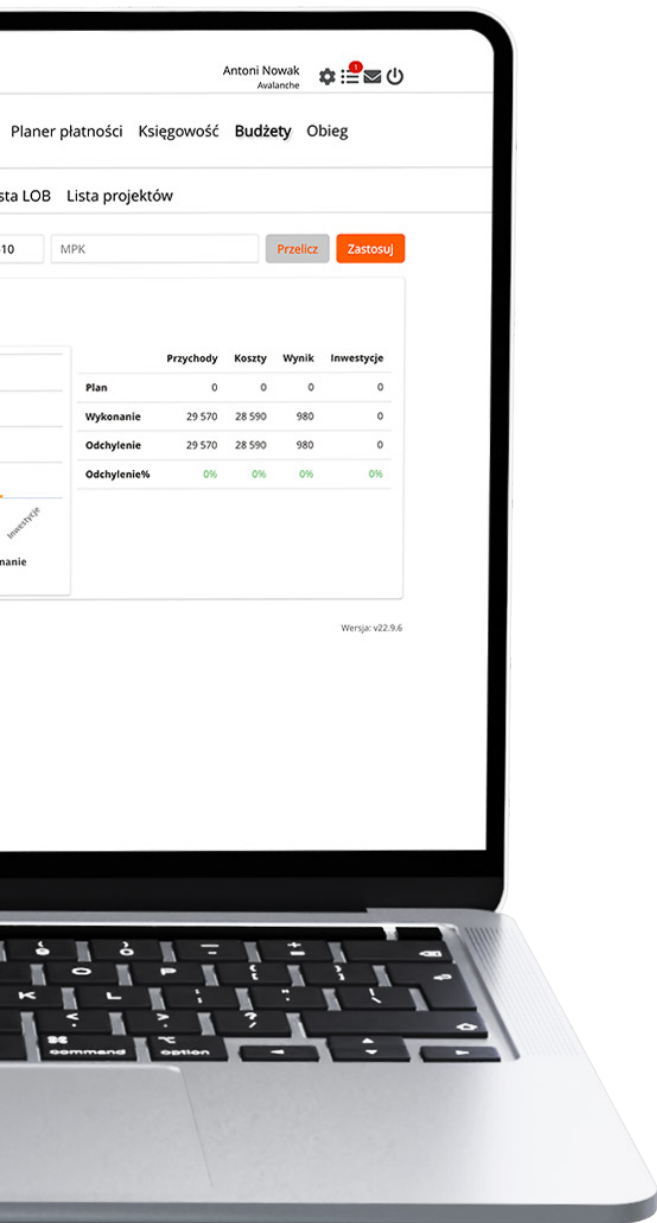 Antoni Nowak
Avalanche
1
Planer płatności Księgowość Budżety Obieg
sta LOB Lista projektów
10 MPK Przelicz Zastosuj
Przychody Koszty Wynik Inwestycje
Plan 0 0 0 0
Wykonanie 29 570 28 590 980 0
Odchylenie 29 570 28 590 980 0
Odchylenie% 0% 0% 0% 0%
Inwestycje
nanie
Wersja: v22.9.6
O P
K L
command option